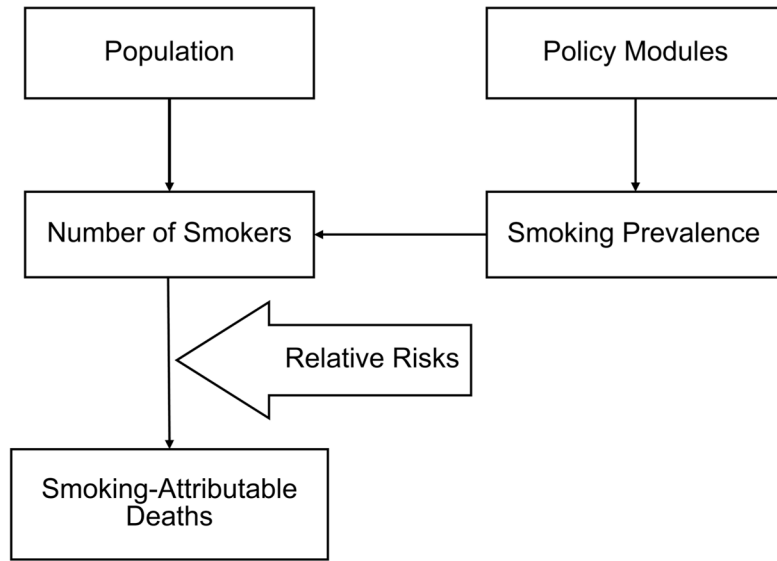 Population
Policy Modules
Number of Smokers
Smoking Prevalence
Relative Risks
Smoking-Attributable
Deaths